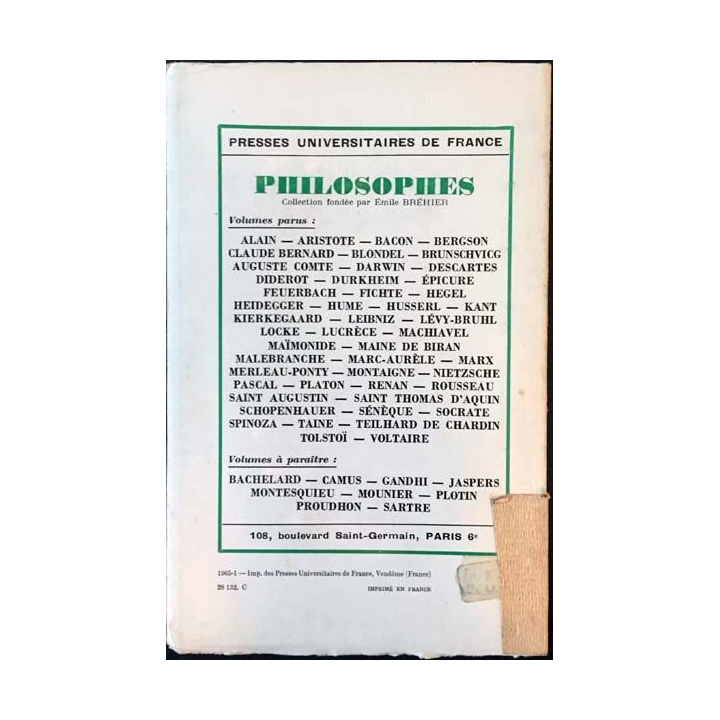 PRESSES UNIVERSITAIRES DE FRANCE
PHILOSOPHES
Collection fondée par Émile BRÉHIER
Volumes parus :
ALAIN — ARISTOTE — BACON — BERGSON
CLAUDE BERNARD — BLONDEL — BRUNSCHVICG
AUGUSTE COMTE — DARWIN — DESCARTES
DIDEROT — DURKHEIM — ÉPICURE
FEUERBACH — FICHTE — HEGEL
HEIDEGGER — HUME — HUSSERL — KANT
KIERKEGAARD — LEIBNIZ — LÉVY-BRUHL
LOCKE — LUCRÈCE — MACHIAVEL
MAÏMONIDE — MAINE DE BIRAN
MALEBRANCHE — MARC-AURÈLE — MARX
MERLEAU-PONTY — MONTAIGNE — NIETZSCHE
PASCAL — PLATON — RENAN — ROUSSEAU
SAINT AUGUSTIN — SAINT THOMAS D'AQUIN
SCHOPENHAUER — SÉNÈQUE — SOCRATE
SPINOZA — TAINE — TEILHARD DE CHARDIN
TOLSTOÏ — VOLTAIRE
Volumes à paraître :
BACHELARD — CAMUS — GANDHI — JASPERS
MONTESQUIEU — MOUNIER — PLOTIN
PROUDHON — SARTRE
108, boulevard Saint-Germain, PARIS 6e
1965-1 — Imp. des Presses Universitaires de France, Vendôme (France)
28 132. C IMPRIMÉ EN FRANCE